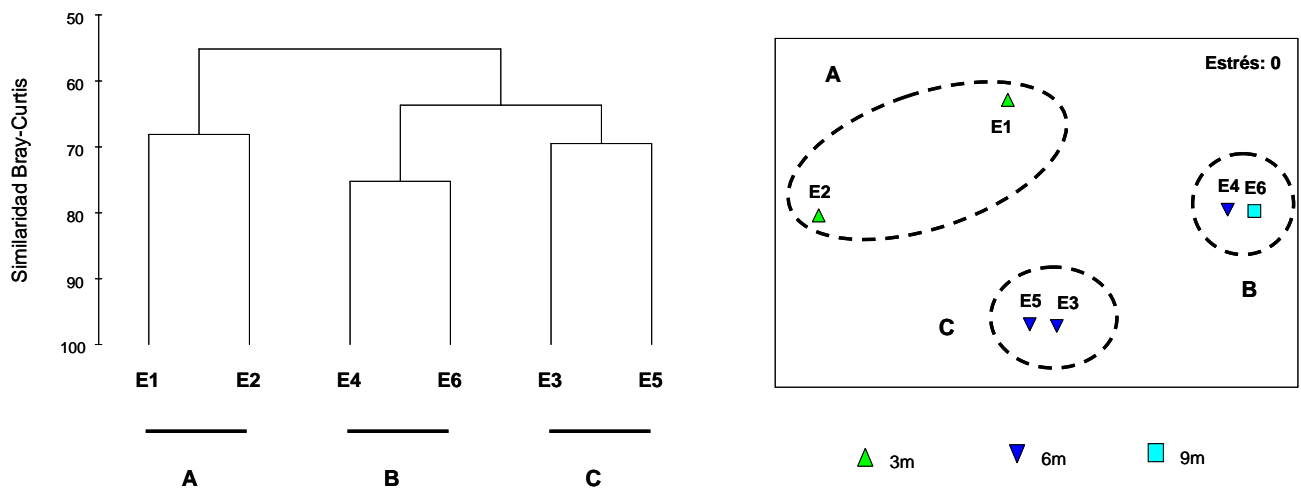 Similaridad Bray-Curtis
50
60
70
80
90
100
E1 E2 E4 E6 E3 E5
A B C
Estrés: 0
A
E1
E2
E4 E6
B
E5 E3
C
3m 6m 9m